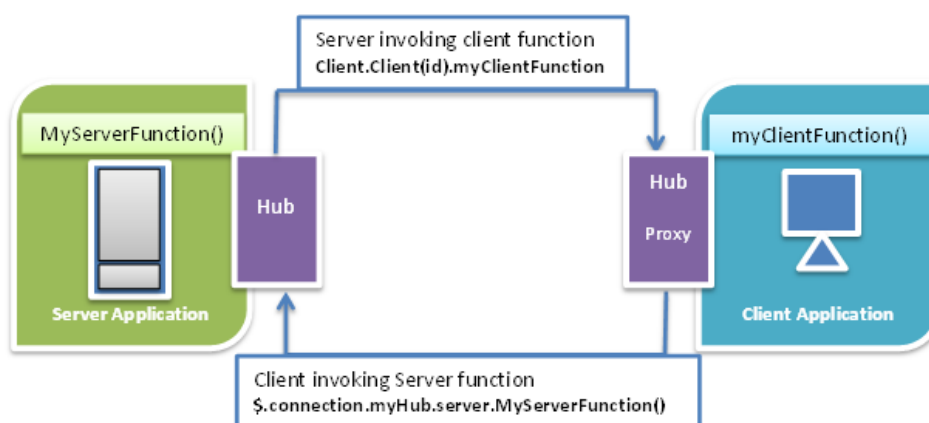 Server invoking client function
Client.Client(id).myClientFunction
MyServerFunction()
myClientFunction()
Hub
Hub
Proxy
Server Application
Client Application
Client invoking Server function
$.connection.myHub.server.MyServerFunction()